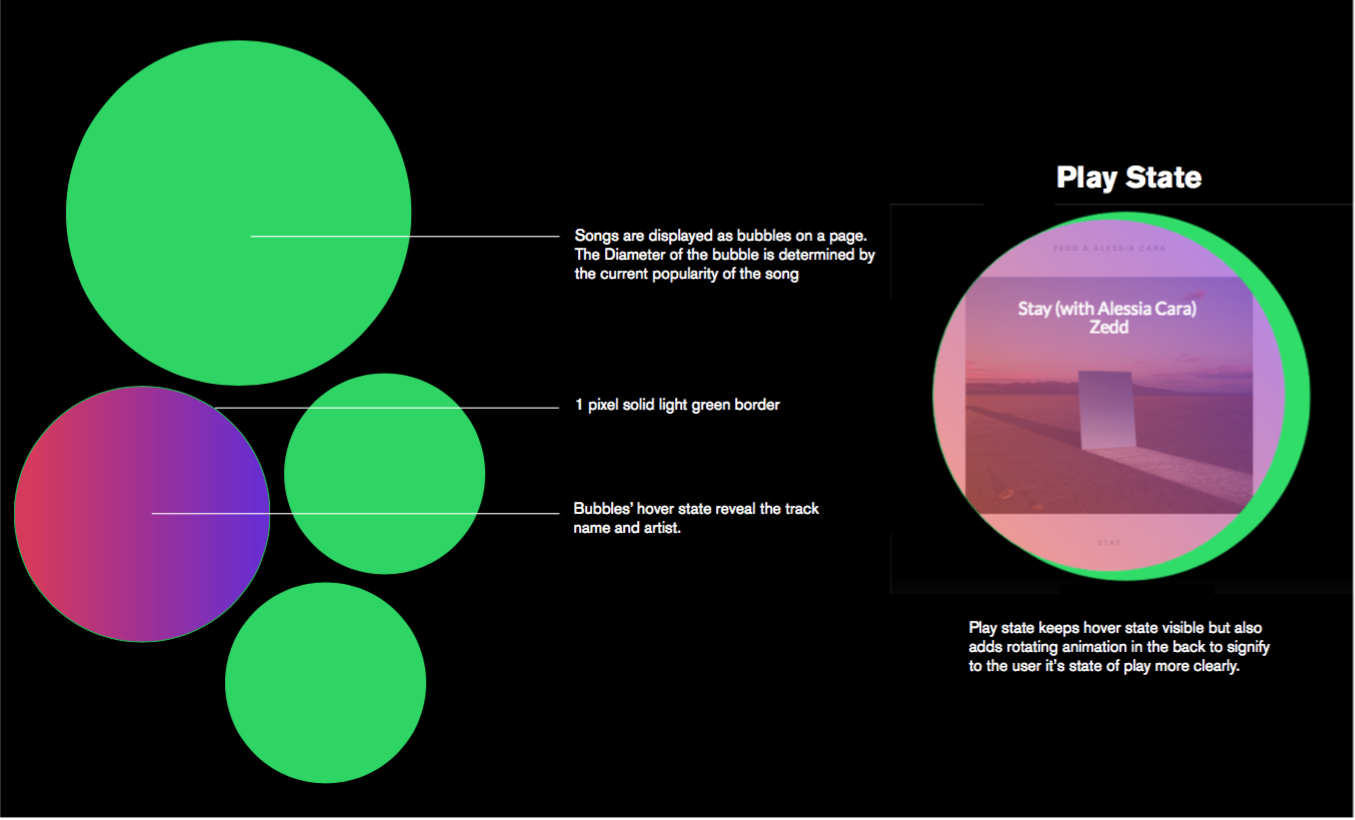 Songs are displayed as bubbles on a page.
The Diameter of the bubble is determined by
the current popularity of the song
1 pixel solid light green border
Bubbles' hover state reveal the track
name and artist.
Play State
ZEDD & ALESSIA CARA
Stay (with Alessia Cara)
Zedd
STAY
Play state keeps hover state visible but also
adds rotating animation in the back to signify
to the user it's state of play more clearly.